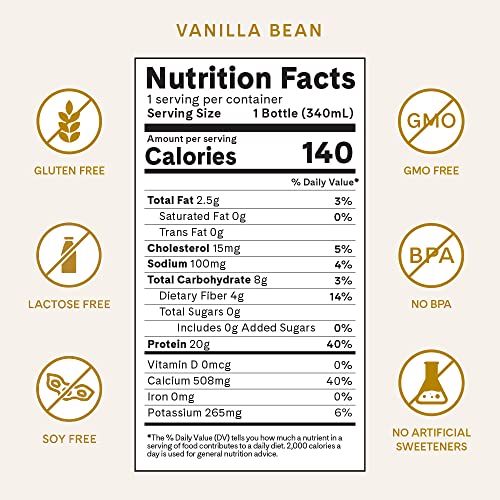 VANILLA BEAN
Nutrition Facts
1 serving per container
Serving Size 1 Bottle (340mL)
Amount per serving
Calories 140
% Daily Value*
Total Fat 2.5g 3%
Saturated Fat 0g 0%
Trans Fat 0g
Cholesterol 15mg 5%
Sodium 100mg 4%
Total Carbohydrate 8g 3%
Dietary Fiber 4g 14%
Total Sugars 0g
Includes 0g Added Sugars 0%
Protein 20g 40%
Vitamin D 0mcg 0%
Calcium 508mg 40%
Iron 0mg 0%
Potassium 265mg 6%
*The % Daily Value (DV) tells you how much a nutrient in a
serving of food contributes to a daily diet. 2,000 calories a
day is used for general nutrition advice.
GLUTEN FREE
LACTOSE FREE
SOY FREE
GMO
GMO FREE
BPA
NO BPA
NO ARTIFICIAL
SWEETENERS